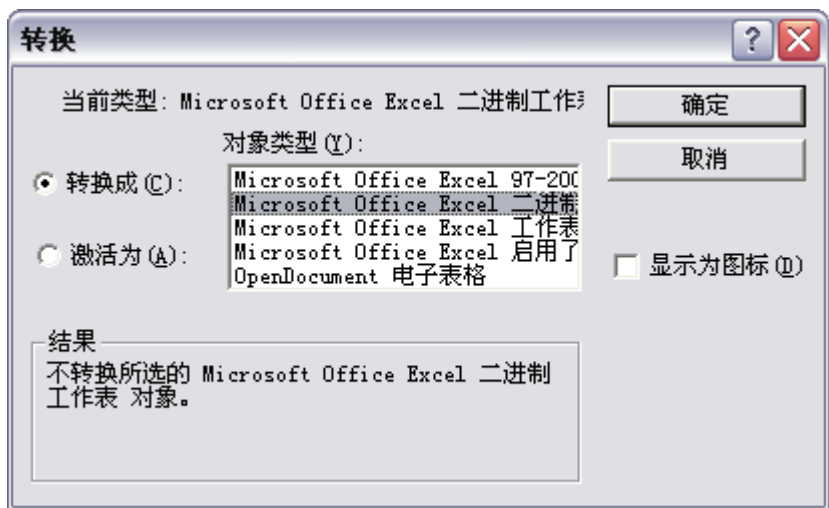 转换
当前类型: Microsoft Office Excel 二进制工作
确定
对象类型(Y):
取消
转换成(C):
Microsoft Office Excel 97-200
Microsoft Office Excel 二进制
Microsoft Office Excel 工作表
Microsoft Office Excel 启用了
OpenDocument 电子表格
激活为(A):
显示为图标(D)
结果
不转换所选的 Microsoft Office Excel 二进制
工作表 对象。